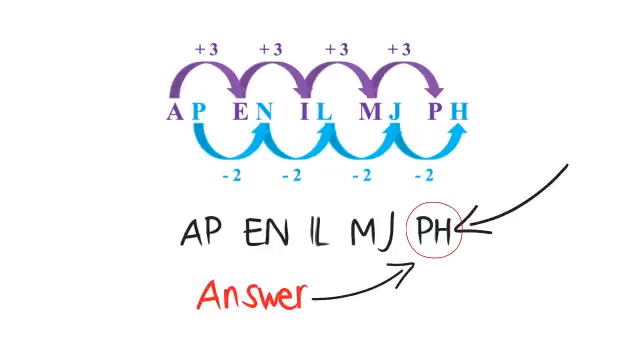 +3 +3 +3 +3
AP EN IL MJ PH
-2 -2 -2 -2
AP EN IL MJ PH
Answer